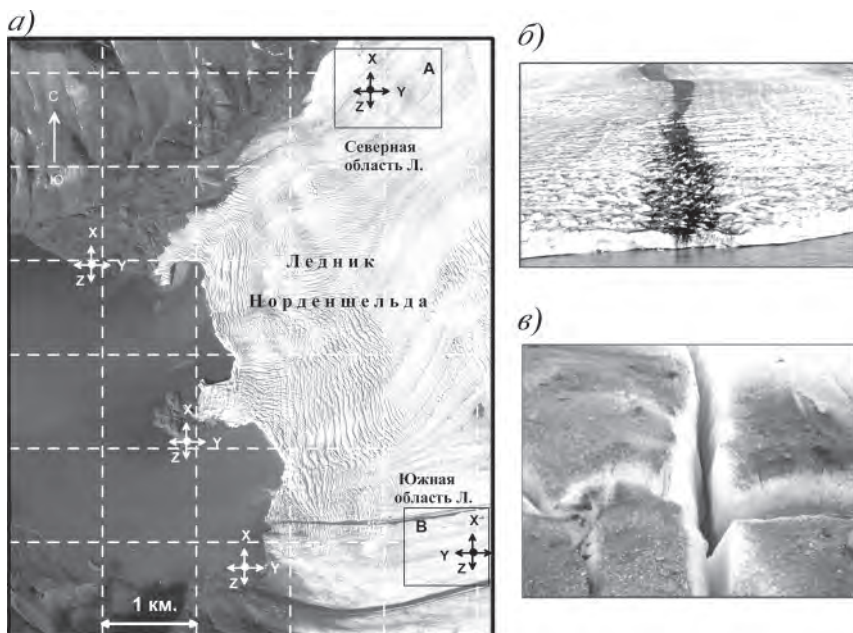 а)
С
Ю
X
Y
Z
А
Северная
область Л.
X
Y
Z
Ледник
Норденшельда
X
Y
Z
Южная
область Л.
В
X
Y
Z
X
Y
Z
1 км.
б)
в)